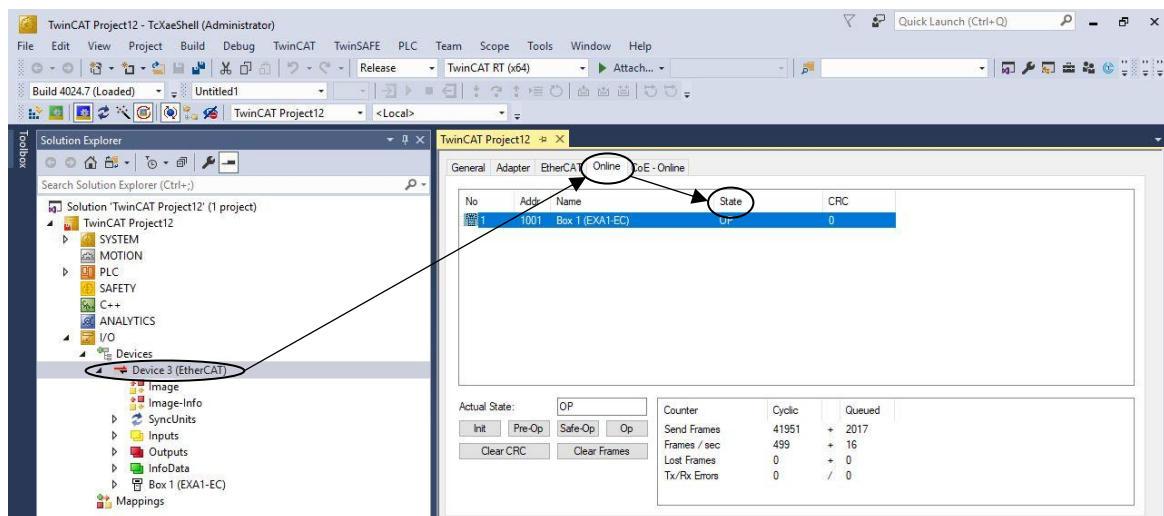 TwinCAT Project12 - TcXaeShell (Administrator)
Quick Launch (Ctrl+Q)
File Edit View Project Build Debug TwinCAT TwinSAFE PLC Team Scope Tools Window Help
Release TwinCAT RT (x64) Attach...
Build 4024.7 (Loaded) Untitled1
TwinCAT Project12 <Local>
Toolbox
Solution Explorer
Search Solution Explorer (Ctrl+;)
Solution 'TwinCAT Project12' (1 project)
TwinCAT Project12
SYSTEM
MOTION
PLC
SAFETY
C++
ANALYTICS
I/O
Devices
Device 3 (EtherCAT)
Image
Image-Info
SyncUnits
Inputs
Outputs
InfoData
Box 1 (EXA1-EC)
Mappings
TwinCAT Project12
General Adapter EtherCAT Online CoE - Online
No Addr Name State CRC
1 1001 Box 1 (EXA1-EC) OP 0
Actual State: OP
Init Pre-Op Safe-Op Op
Clear CRC Clear Frames
Counter Cyclic Queued
Send Frames 41951 + 2017
Frames / sec 499 + 16
Lost Frames 0 + 0
Tx/Rx Errors 0 / 0